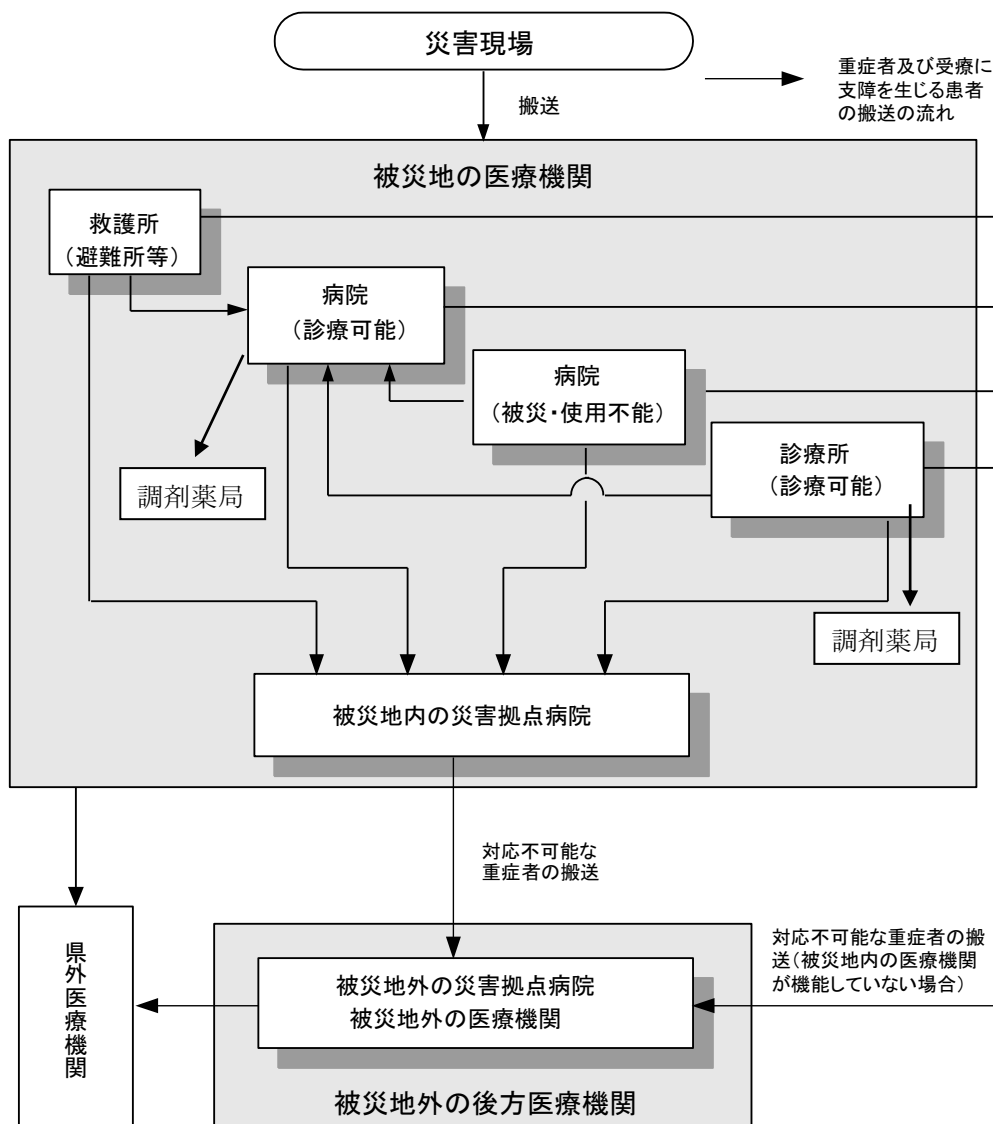 災害現場
搬送
重症者及び受療に
支障を生じる患者
の搬送の流れ
被災地の医療機関
救護所
（避難所等）
病院
（診療可能）
病院
（被災・使用不能）
診療所
（診療可能）
調剤薬局
調剤薬局
被災地内の災害拠点病院
対応不可能な
重症者の搬送
県外医療機関
対応不可能な重症者の搬
送（被災地内の医療機関
が機能していない場合）
被災地外の災害拠点病院
被災地外の医療機関
被災地外の後方医療機関